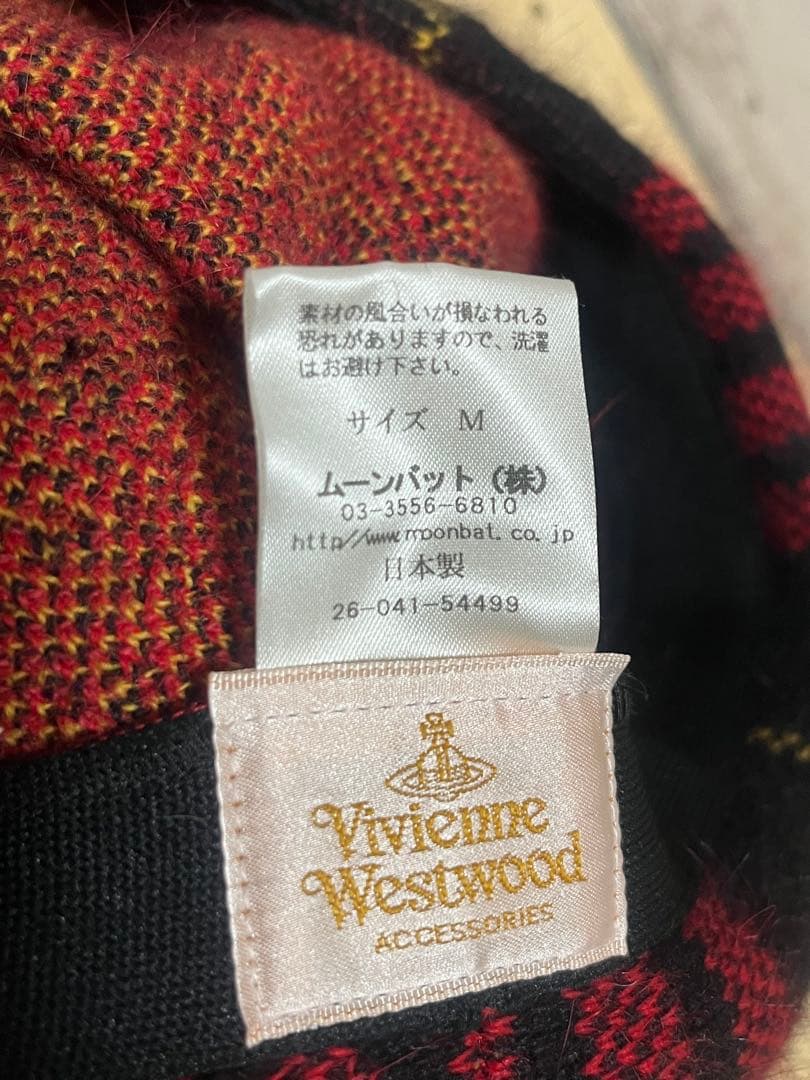 素材の風合いが損なわれる
恐れがありますので、洗濯
はお避け下さい。
サイズ M
ムーンバット(株)
03-3556-6810
http//www.moonbat.co.jp
日本製
26-041-54499
Vivienne
Westwood
ACCESSORIES